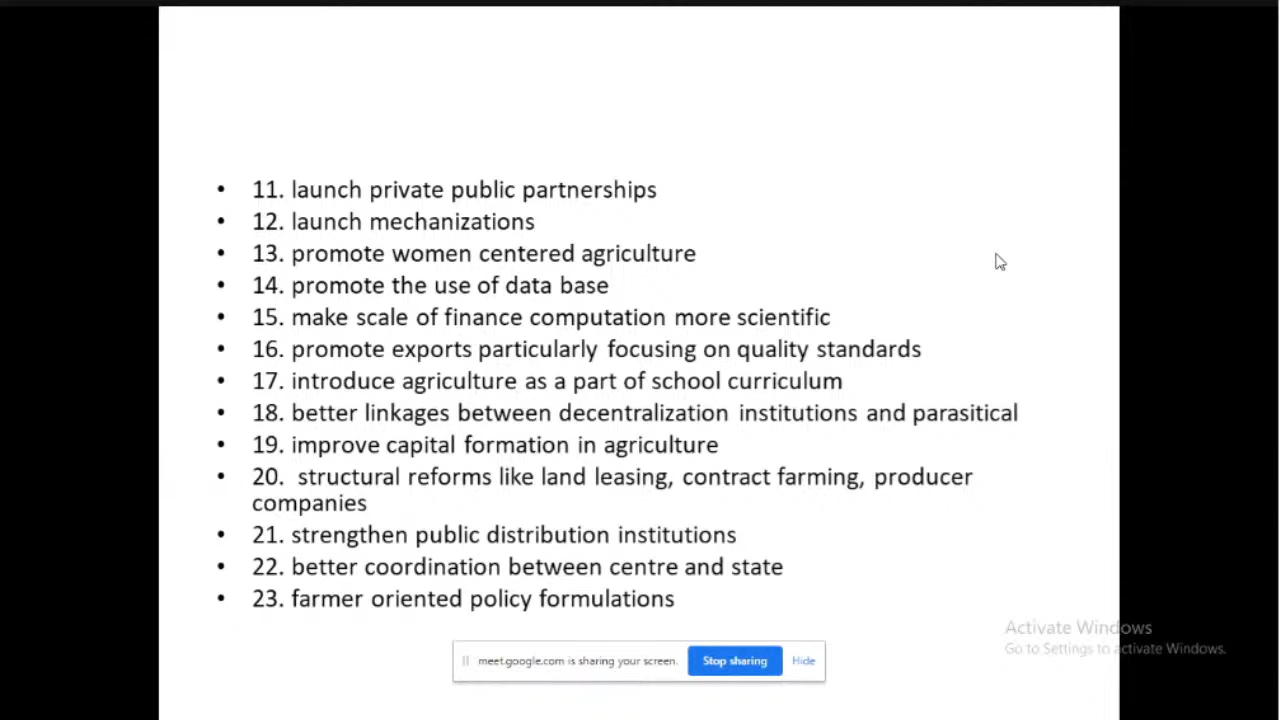 • 11. launch private public partnerships
• 12. launch mechanizations
• 13. promote women centered agriculture
• 14. promote the use of data base
• 15. make scale of finance computation more scientific
• 16. promote exports particularly focusing on quality standards
• 17. introduce agriculture as a part of school curriculum
• 18. better linkages between decentralization institutions and parasitical
• 19. improve capital formation in agriculture
• 20. structural reforms like land leasing, contract farming, producer
companies
• 21. strengthen public distribution institutions
• 22. better coordination between centre and state
• 23. farmer oriented policy formulations
Activate Windows
Go to Settings to activate Windows.
meet.google.com is sharing your screen. Stop sharing Hide